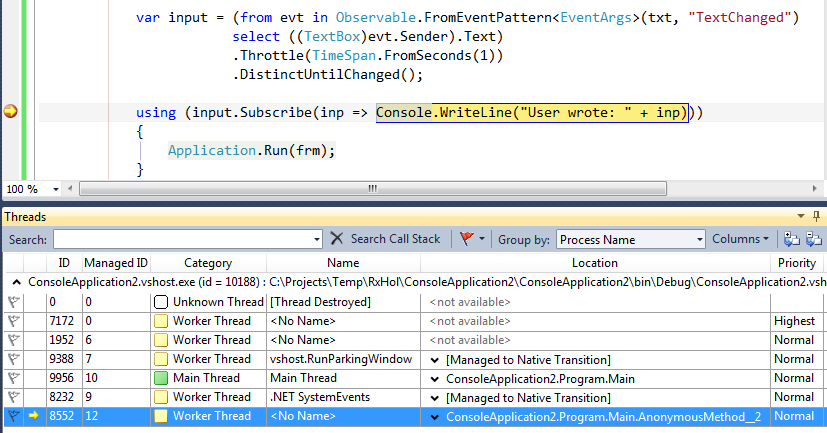 var input = (from evt in Observable.FromEventPattern<EventArgs>(txt, "TextChanged")
select ((TextBox)evt.Sender).Text)
.Throttle(TimeSpan.FromSeconds(1))
.DistinctUntilChanged();
using (input.Subscribe(inp => Console.WriteLine("User wrote: " + inp)))
{
Application.Run(frm);
}
100 %
Threads
Search: Search Call Stack Group by: Process Name Columns
ID Managed ID Category Name Location Priority
ConsoleApplication2.vshost.exe (id = 10188) : C:\Projects\Temp\RxHol\ConsoleApplication2\ConsoleApplication2\bin\Debug\ConsoleApplication2.vsh
0 0 Unknown Thread [Thread Destroyed] <not available>
7172 0 Worker Thread <No Name> <not available> Highest
1952 6 Worker Thread <No Name> <not available> Normal
9388 7 Worker Thread vshost.RunParkingWindow [Managed to Native Transition] Normal
9956 10 Main Thread Main Thread ConsoleApplication2.Program.Main Normal
8232 9 Worker Thread .NET SystemEvents [Managed to Native Transition] Normal
8552 12 Worker Thread <No Name> ConsoleApplication2.Program.Main.AnonymousMethod__2 Normal